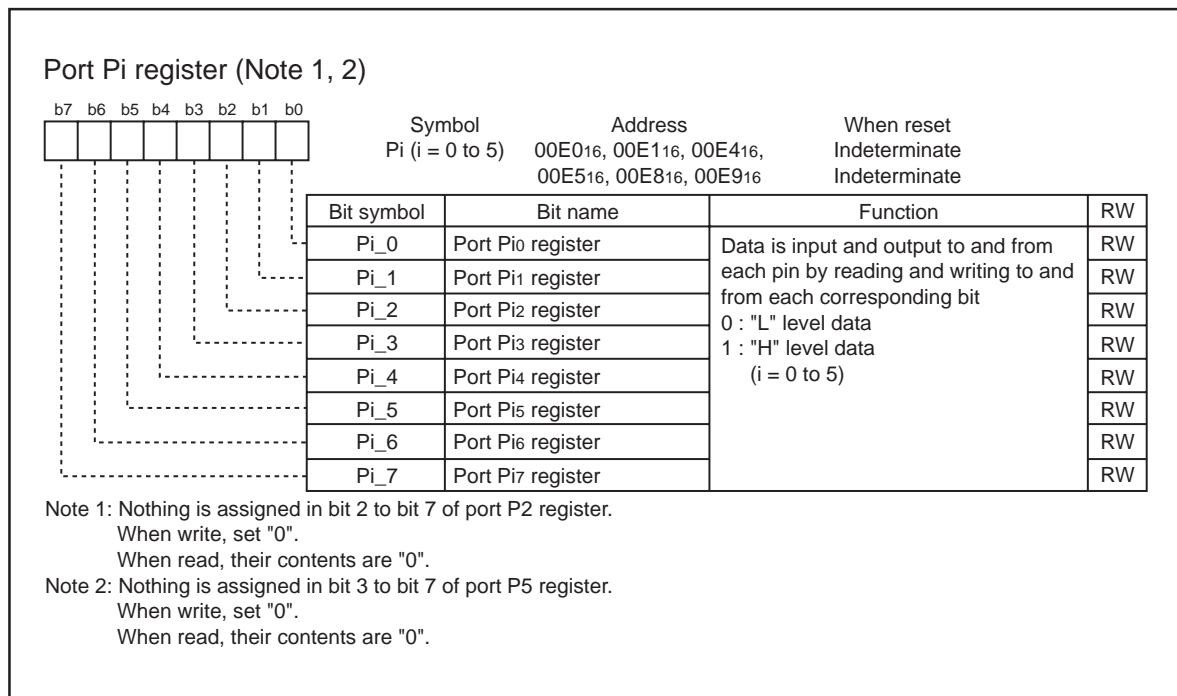 Port Pi register (Note 1, 2)
b7 b6 b5 b4 b3 b2 b1 b0
Symbol Address When reset
Pi (i = 0 to 5) 00E016, 00E116, 00E416, Indeterminate
00E516, 00E816, 00E916 Indeterminate
Bit symbol Bit name Function RW
Pi_0 Port Pi0 register Data is input and output to and from RW
Pi_1 Port Pi1 register each pin by reading and writing to and RW
from each corresponding bit
Pi_2 Port Pi2 register 0 : "L" level data RW
Pi_3 Port Pi3 register 1 : "H" level data RW
Pi_4 Port Pi4 register (i = 0 to 5) RW
Pi_5 Port Pi5 register RW
Pi_6 Port Pi6 register RW
Pi_7 Port Pi7 register RW
Note 1: Nothing is assigned in bit 2 to bit 7 of port P2 register.
When write, set "0".
When read, their contents are "0".
Note 2: Nothing is assigned in bit 3 to bit 7 of port P5 register.
When write, set "0".
When read, their contents are "0".